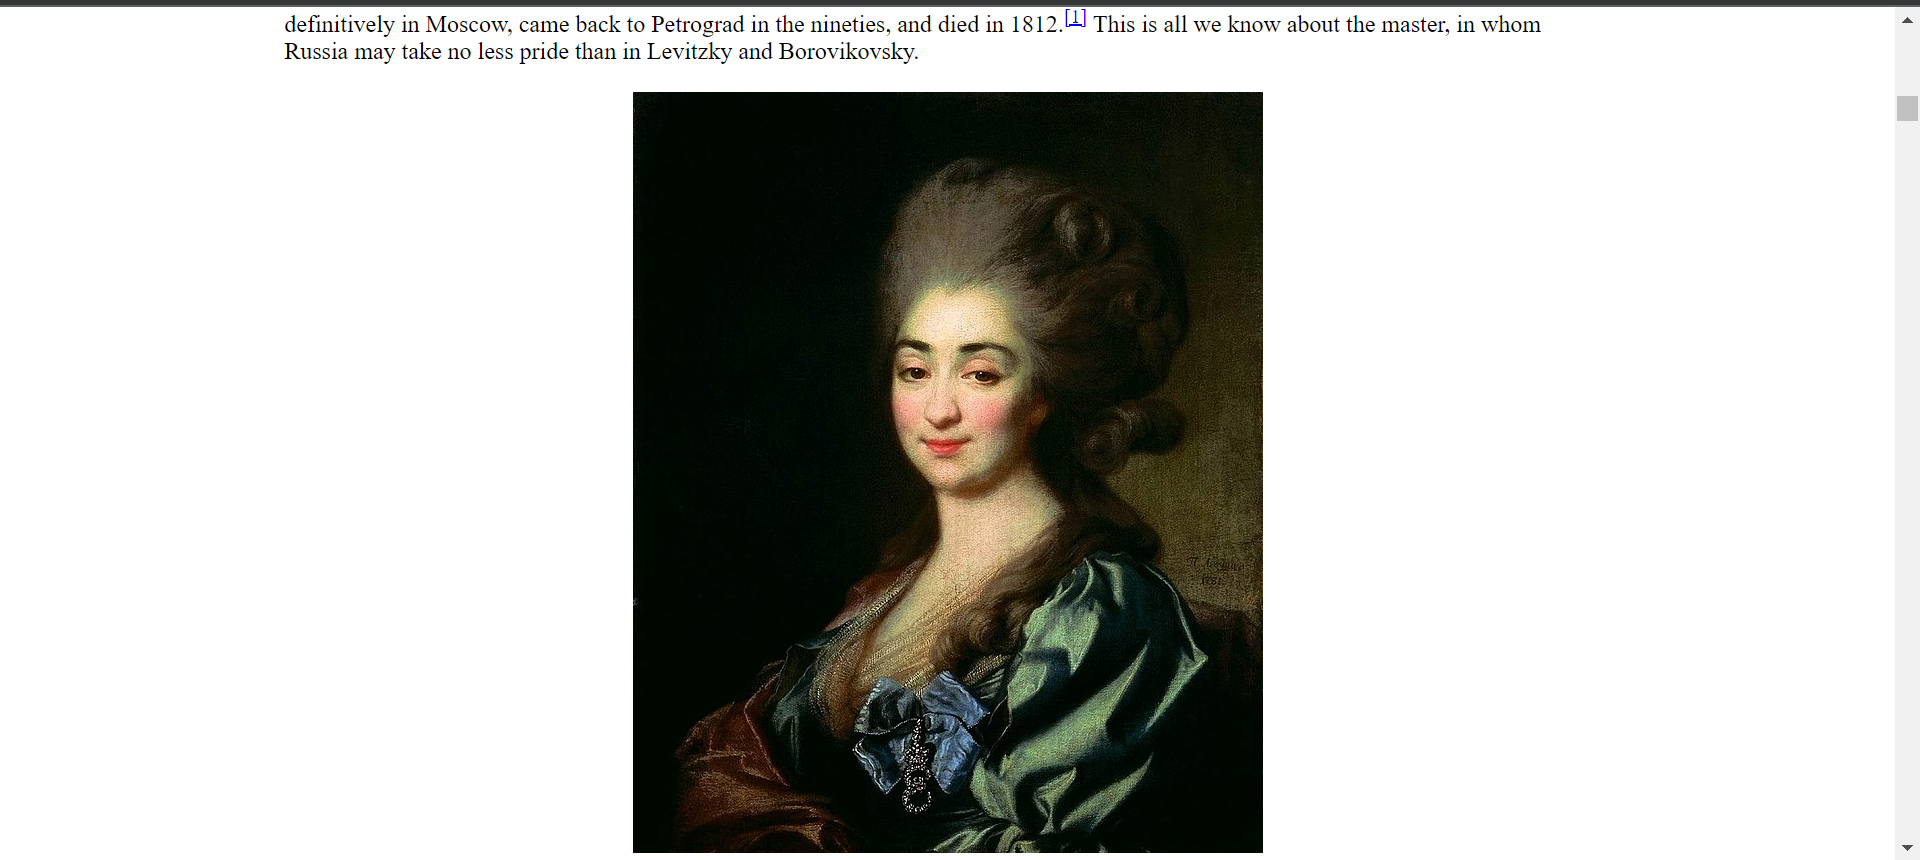 definitively in Moscow, came back to Petrograd in the nineties, and died in 1812.[1] This is all we know about the master, in whom
Russia may take no less pride than in Levitzky and Borovikovsky.